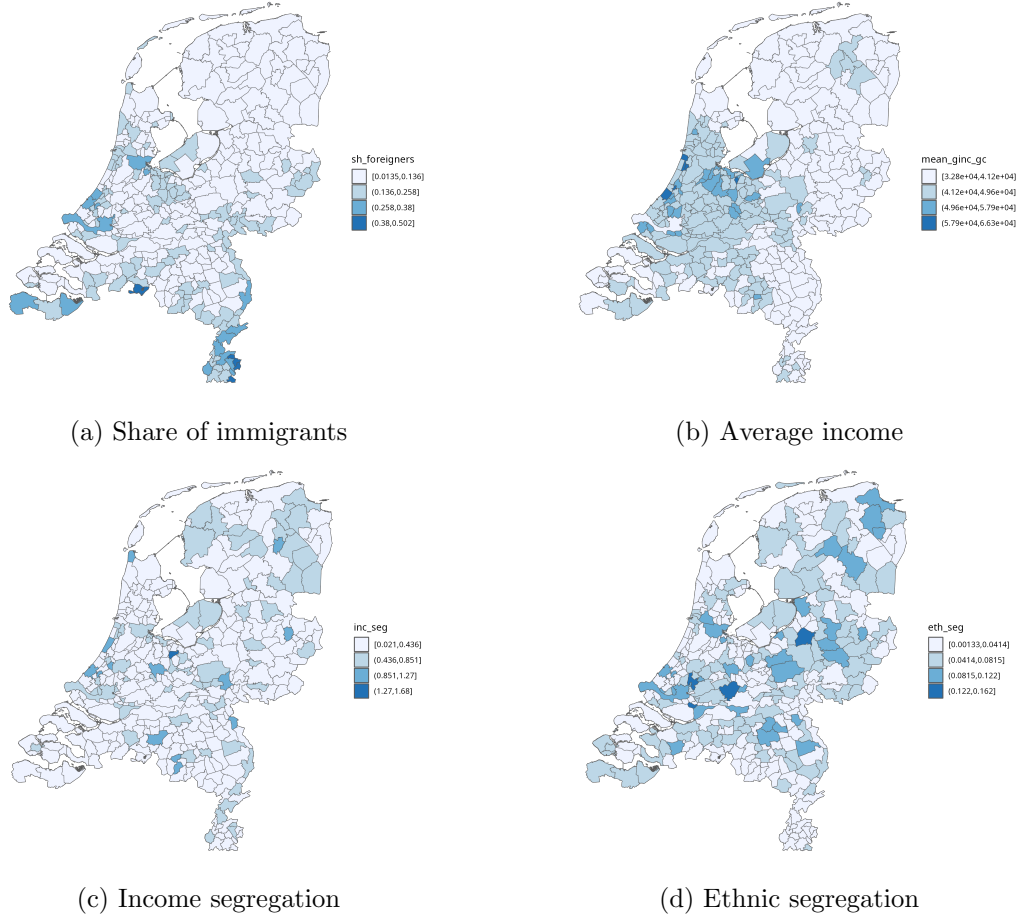 sh_foreigners
[0.0135,0.136]
(0.136,0.258]
(0.258,0.38]
(0.38,0.502]
mean_ginc_gc
[3.28e+04,4.12e+04]
(4.12e+04,4.96e+04]
(4.96e+04,5.79e+04]
(5.79e+04,6.63e+04]
(a) Share of immigrants
(b) Average income
inc_seg
[0.021,0.436]
(0.436,0.851]
(0.851,1.27]
(1.27,1.68]
eth_seg
[0.00133,0.0414]
(0.0414,0.0815]
(0.0815,0.122]
(0.122,0.162]
(c) Income segregation
(d) Ethnic segregation